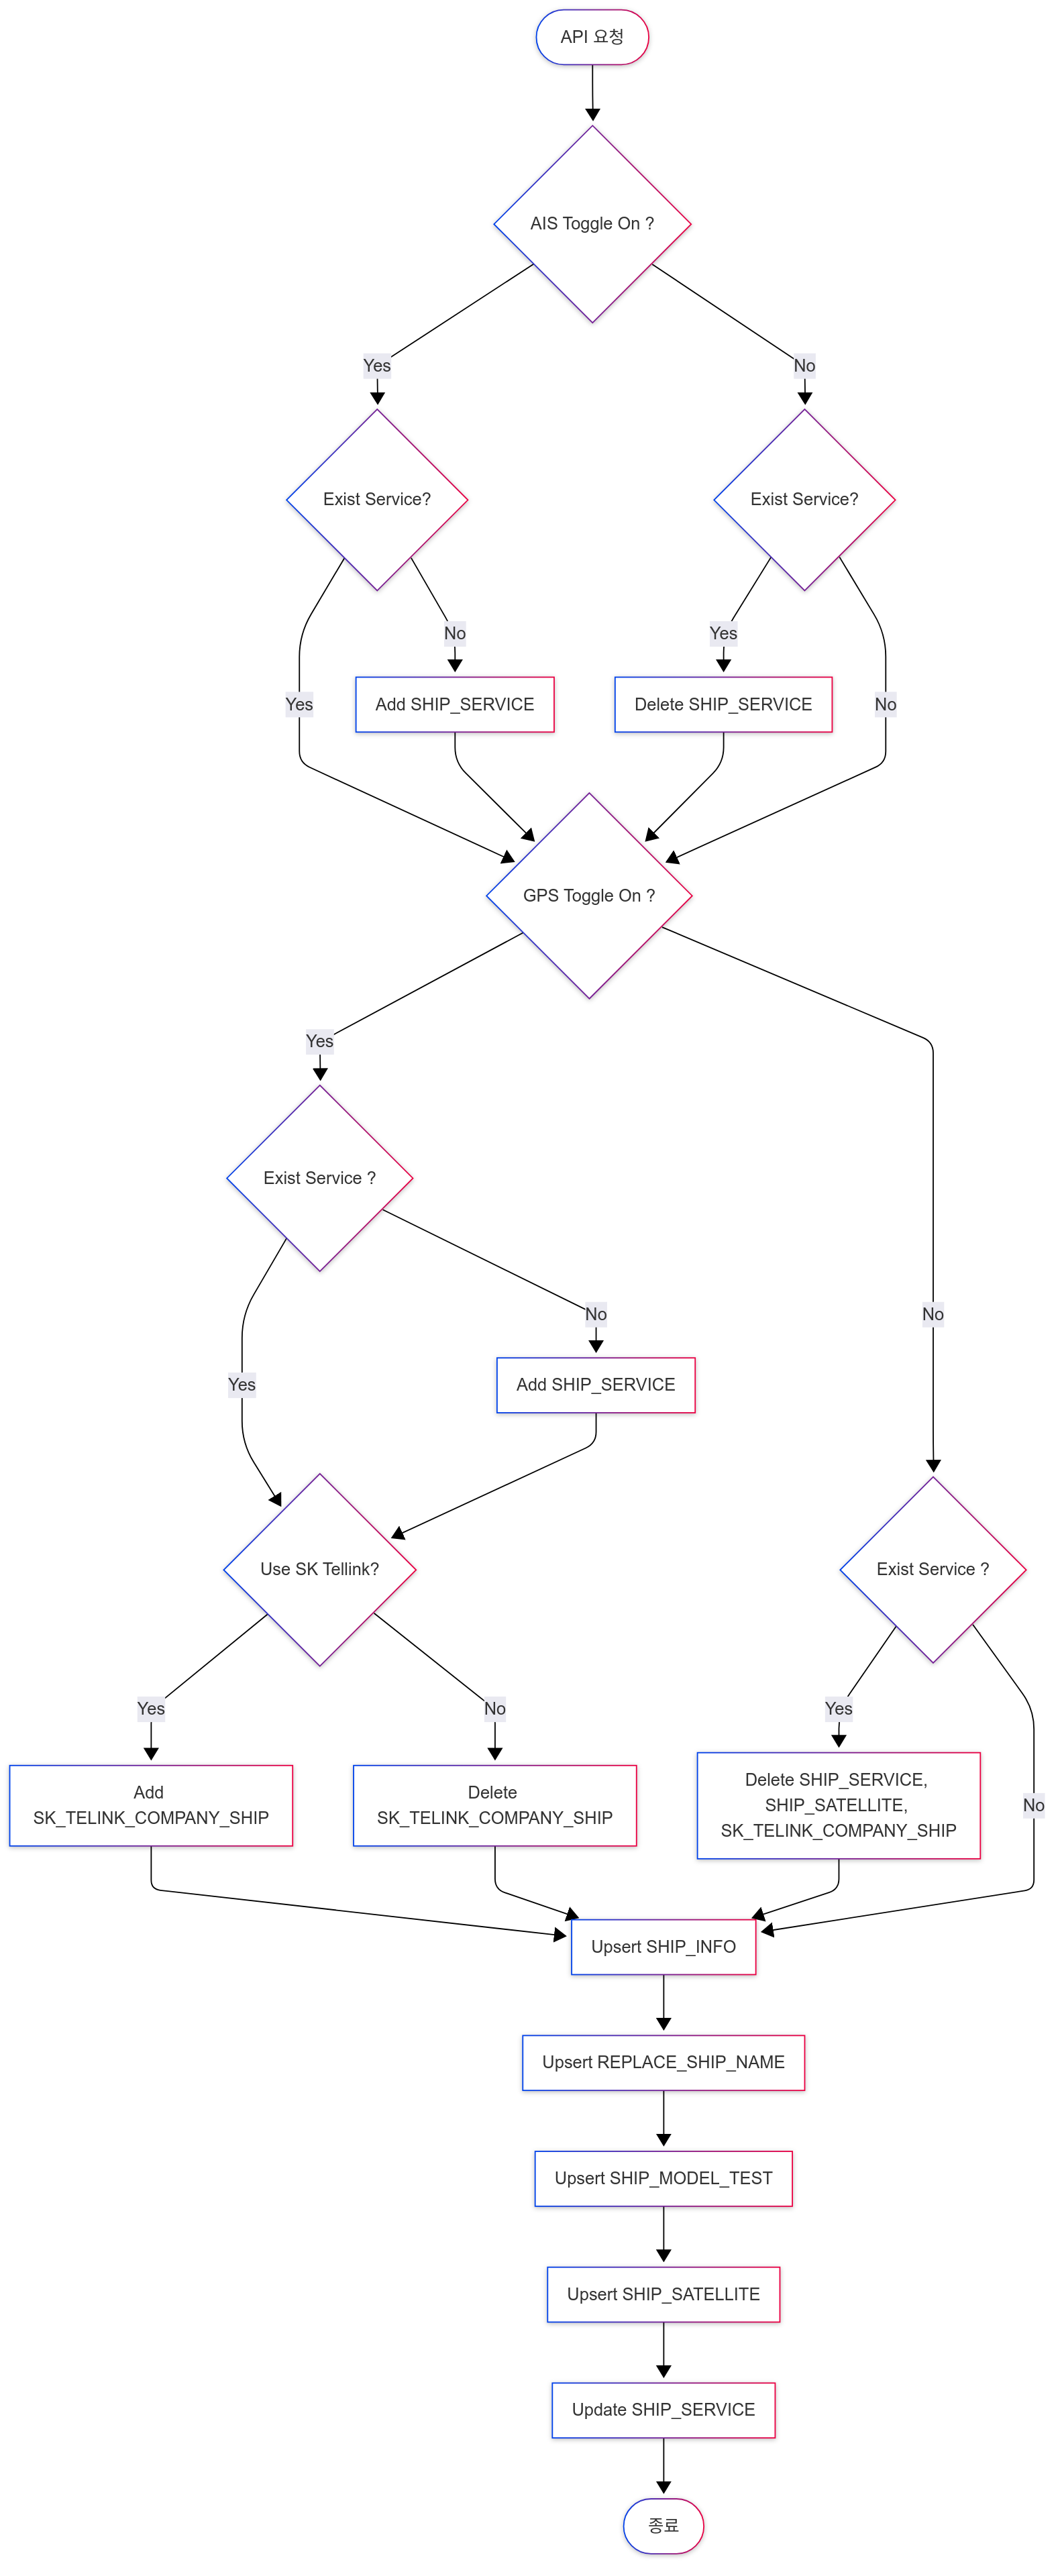 API 요청
AIS Toggle On ?
Yes
No
Exist Service?
Exist Service?
No
Yes
Yes
Add SHIP_SERVICE
Delete SHIP_SERVICE
No
GPS Toggle On ?
Yes
Exist Service ?
No
No
Yes
Add SHIP_SERVICE
Use SK Tellink?
Exist Service ?
Yes
No
Yes
Add
SK_TELINK_COMPANY_SHIP
Delete
SK_TELINK_COMPANY_SHIP
Delete SHIP_SERVICE,
SHIP_SATELLITE,
SK_TELINK_COMPANY_SHIP
No
Upsert SHIP_INFO
Upsert REPLACE_SHIP_NAME
Upsert SHIP_MODEL_TEST
Upsert SHIP_SATELLITE
Update SHIP_SERVICE
종료